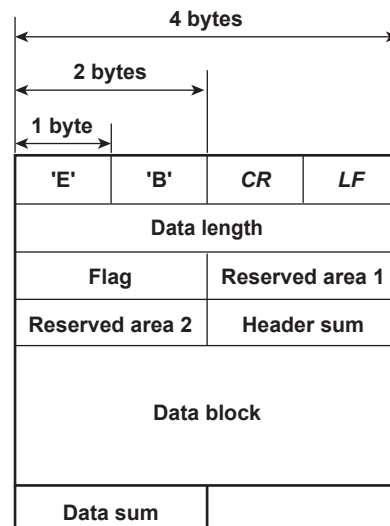 4 bytes
2 bytes
1 byte
'E' 'B' CR LF
Data length
Flag Reserved area 1
Reserved area 2 Header sum
Data block
Data sum